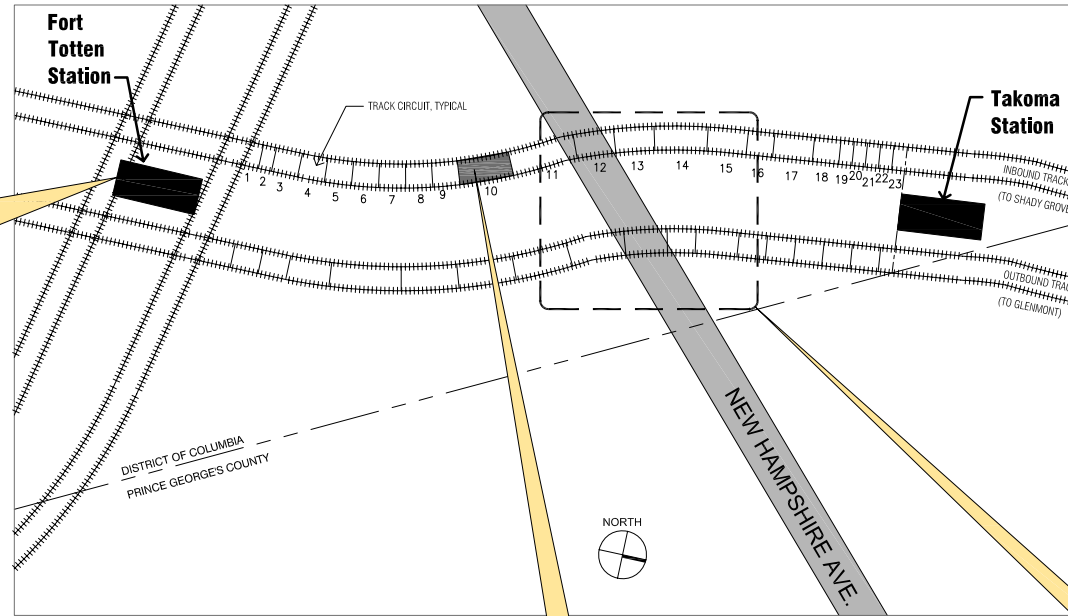 Fort
Totten
Station
TRACK CIRCUIT, TYPICAL
Takoma
Station
1 2 3 4 5 6 7 8 9 10 11 12 13 14 15 16 17 18 19 20 21 22 23
INBOUND TRACK
(TO SHADY GROVE
OUTBOUND TRAC
(TO GLENMONT)
DISTRICT OF COLUMBIA
PRINCE GEORGE'S COUNTY
NEW HAMPSHIRE AVE.
NORTH